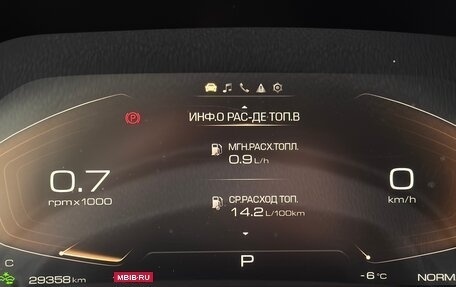 ИНФ.О РАС-ДЕ ТОП.В
(P)
МГН.РАСХ.ТОПЛ.
0.9 L/h
0.7
rpm x1000
0
km/h
СР.РАСХОД ТОП.
14.2 L/100km
P
C
29358 km
MBIB·RU
-6 °C
NORM